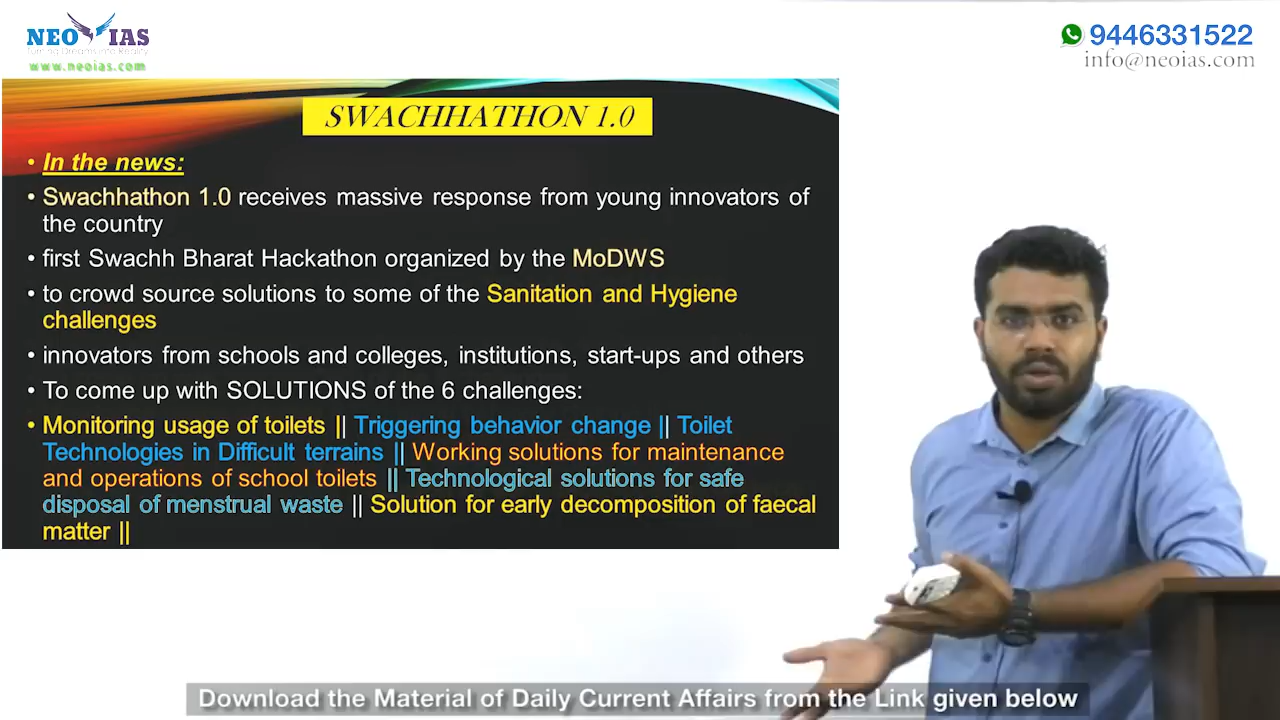 NEO IAS
Turning Dreams into Reality
www.neoias.com
9446331522
info@neoias.com
SWACHHATHON 1.0
• In the news:
• Swachhathon 1.0 receives massive response from young innovators of
the country
• first Swachh Bharat Hackathon organized by the MoDWS
• to crowd source solutions to some of the Sanitation and Hygiene
challenges
• innovators from schools and colleges, institutions, start-ups and others
• To come up with SOLUTIONS of the 6 challenges:
• Monitoring usage of toilets || Triggering behavior change || Toilet
Technologies in Difficult terrains || Working solutions for maintenance
and operations of school toilets || Technological solutions for safe
disposal of menstrual waste || Solution for early decomposition of faecal
matter ||
Download the Material of Daily Current Affairs from the Link given below